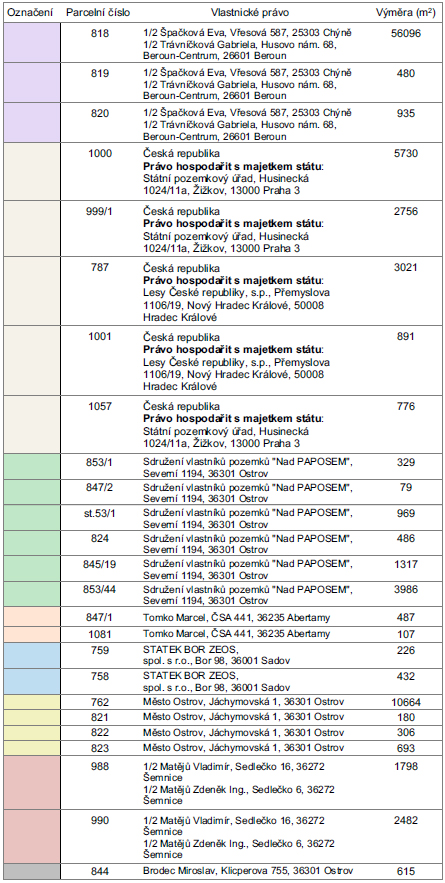 Označení Parcelní číslo Vlastnické právo Výměra (m²)
818 1/2 Špačková Eva, Vřesová 587, 25303 Chýně 56096
1/2 Trávníčková Gabriela, Husovo nám. 68,
Beroun-Centrum, 26601 Beroun
819 1/2 Špačková Eva, Vřesová 587, 25303 Chýně 480
1/2 Trávníčková Gabriela, Husovo nám. 68,
Beroun-Centrum, 26601 Beroun
820 1/2 Špačková Eva, Vřesová 587, 25303 Chýně 935
1/2 Trávníčková Gabriela, Husovo nám. 68,
Beroun-Centrum, 26601 Beroun
1000 Česká republika 5730
Právo hospodařit s majetkem státu:
Státní pozemkový úřad, Husinecká
1024/11a, Žižkov, 13000 Praha 3
999/1 Česká republika 2756
Právo hospodařit s majetkem státu:
Státní pozemkový úřad, Husinecká
1024/11a, Žižkov, 13000 Praha 3
787 Česká republika 3021
Právo hospodařit s majetkem státu:
Lesy České republiky, s.p., Přemyslova
1106/19, Nový Hradec Králové, 50008
Hradec Králové
1001 Česká republika 891
Právo hospodařit s majetkem státu:
Lesy České republiky, s.p., Přemyslova
1106/19, Nový Hradec Králové, 50008
Hradec Králové
1057 Česká republika 776
Právo hospodařit s majetkem státu:
Státní pozemkový úřad, Husinecká
1024/11a, Žižkov, 13000 Praha 3
853/1 Sdružení vlastníků pozemků "Nad PAPOSEM", 329
Severní 1194, 36301 Ostrov
847/2 Sdružení vlastníků pozemků "Nad PAPOSEM", 79
Severní 1194, 36301 Ostrov
st.53/1 Sdružení vlastníků pozemků "Nad PAPOSEM", 969
Severní 1194, 36301 Ostrov
824 Sdružení vlastníků pozemků "Nad PAPOSEM", 486
Severní 1194, 36301 Ostrov
845/19 Sdružení vlastníků pozemků "Nad PAPOSEM", 1317
Severní 1194, 36301 Ostrov
853/44 Sdružení vlastníků pozemků "Nad PAPOSEM", 3986
Severní 1194, 36301 Ostrov
847/1 Tomko Marcel, ČSA 441, 36235 Abertamy 487
1081 Tomko Marcel, ČSA 441, 36235 Abertamy 107
759 STATEK BOR ZEOS, 226
spol. s r.o., Bor 98, 36001 Sadov
758 STATEK BOR ZEOS, 432
spol. s r.o., Bor 98, 36001 Sadov
762 Město Ostrov, Jáchymovská 1, 36301 Ostrov 10664
821 Město Ostrov, Jáchymovská 1, 36301 Ostrov 180
822 Město Ostrov, Jáchymovská 1, 36301 Ostrov 306
823 Město Ostrov, Jáchymovská 1, 36301 Ostrov 693
988 1/2 Matějů Vladimír, Sedlečko 16, 36272 1798
Šemnice
1/2 Matějů Zdeněk Ing., Sedlečko 6, 36272
Šemnice
990 1/2 Matějů Vladimír, Sedlečko 16, 36272 2482
Šemnice
1/2 Matějů Zdeněk Ing., Sedlečko 6, 36272
Šemnice
844 Brodec Miroslav, Klicperova 755, 36301 Ostrov 615